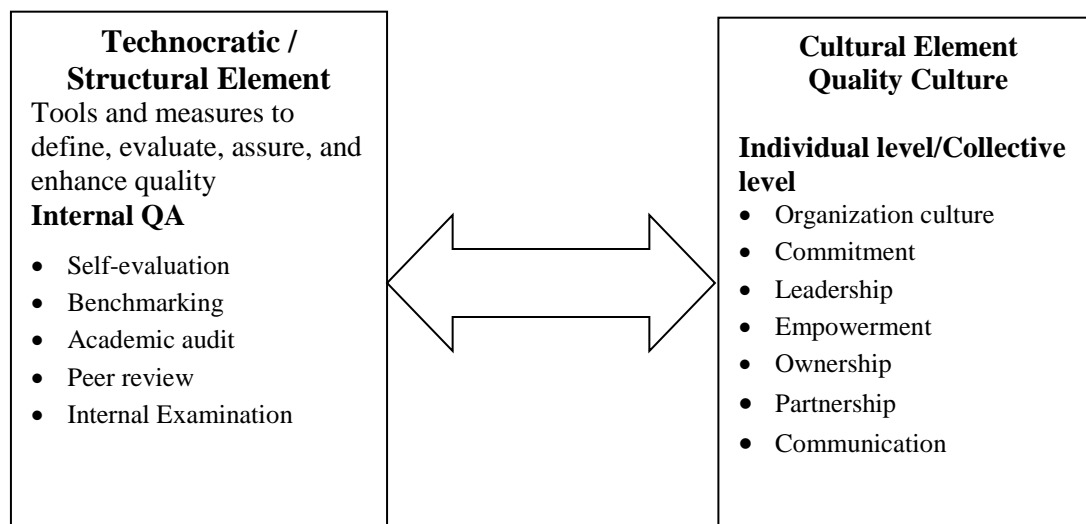 Technocratic /
Structural Element
Tools and measures to
define, evaluate, assure, and
enhance quality
Internal QA
• Self-evaluation
• Benchmarking
• Academic audit
• Peer review
• Internal Examination
Cultural Element
Quality Culture
Individual level/Collective
level
• Organization culture
• Commitment
• Leadership
• Empowerment
• Ownership
• Partnership
• Communication